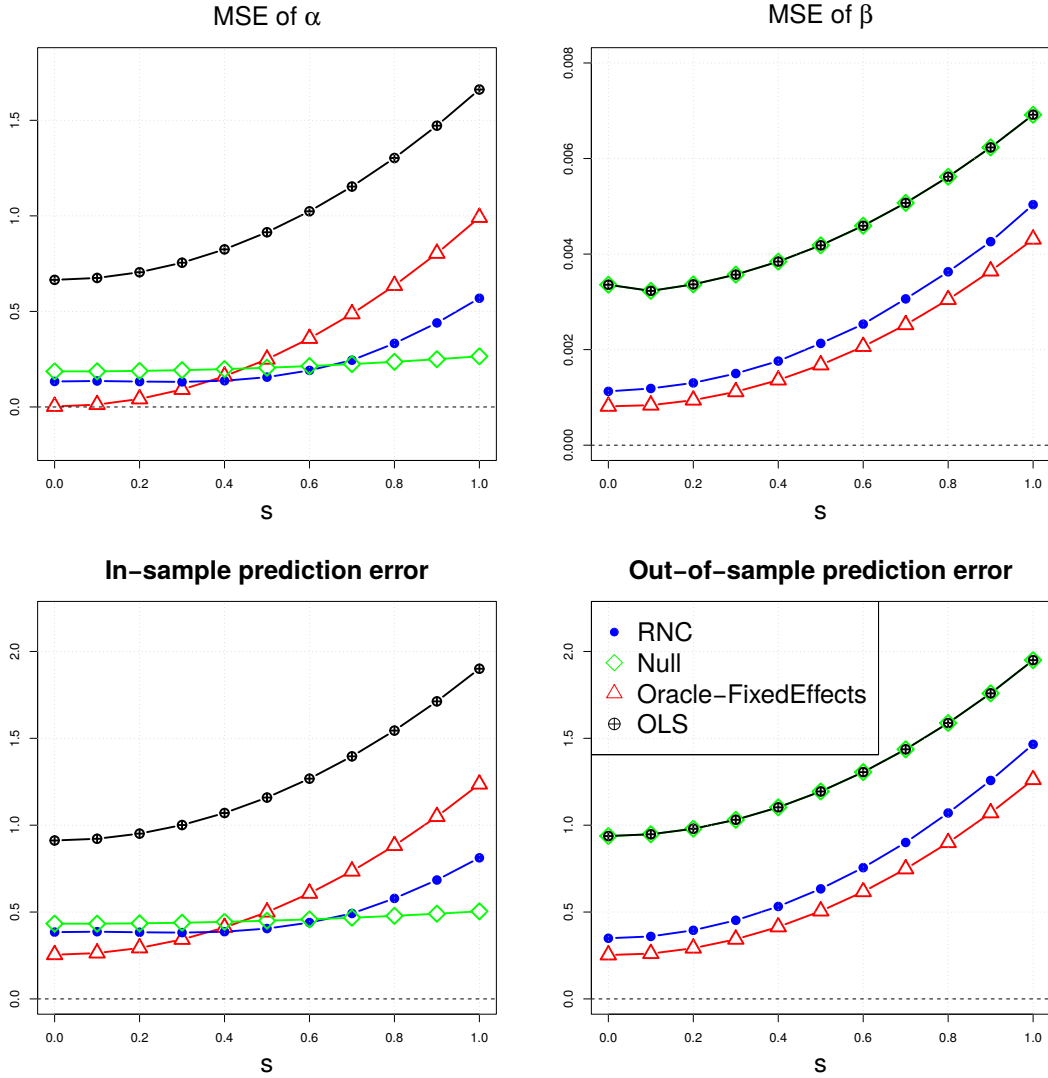 MSE of α
MSE of β
0.0 0.5 1.0 1.5
0.0 0.2 0.4 0.6 0.8 1.0
s
0.000 0.002 0.004 0.006 0.008
0.0 0.2 0.4 0.6 0.8 1.0
s
In−sample prediction error
Out−of−sample prediction error
0.0 0.5 1.0 1.5 2.0
0.0 0.2 0.4 0.6 0.8 1.0
s
0.0 0.5 1.0 1.5 2.0
RNC
Null
Oracle−FixedEffects
OLS
0.0 0.2 0.4 0.6 0.8 1.0
s